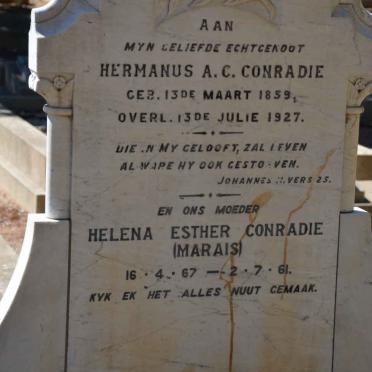 AAN
MYN GELIEFDE ECHTGENOOT
HERMANUS A.C. CONRADIE
GEB. 13DE MAART 1859,
OVERL. 13DE JULIE 1927.
DIE IN MY GELOOFT, ZAL LEVEN
AL WARE HY OOK GESTORVEN.
JOHANNES 11. VERS 25.
EN ONS MOEDER
HELENA ESTHER CONRADIE
(MARAIS)
16 · 4 · 67 — 2 · 7 · 61.
KYK EK HET ALLES NUUT GEMAAK.